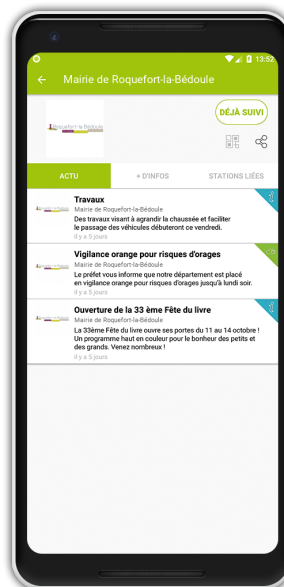 13:52
Mairie de Roquefort-la-Bédoule
Roquefort-la Bédoule
DÉJÀ SUIVI
ACTU
+ D'INFOS
STATIONS LIÉES
Travaux
Mairie de Roquefort-la-Bédoule
Des travaux visant à agrandir la chaussée et faciliter
le passage des véhicules débuteront ce vendredi.
il y a 5 jours
Vigilance orange pour risques d'orages
Mairie de Roquefort-la-Bédoule
Le préfet vous informe que notre département est placé
en vigilance orange pour risques d'orages jusqu'à lundi soir.
il y a 5 jours
Ouverture de la 33 ème Fête du livre
Mairie de Roquefort-la-Bédoule
La 33ème Fête du livre ouvre ses portes du 11 au 14 octobre !
Un programme haut en couleur pour le bonheur des petits et
des grands. Venez nombreux !
il y a 5 jours